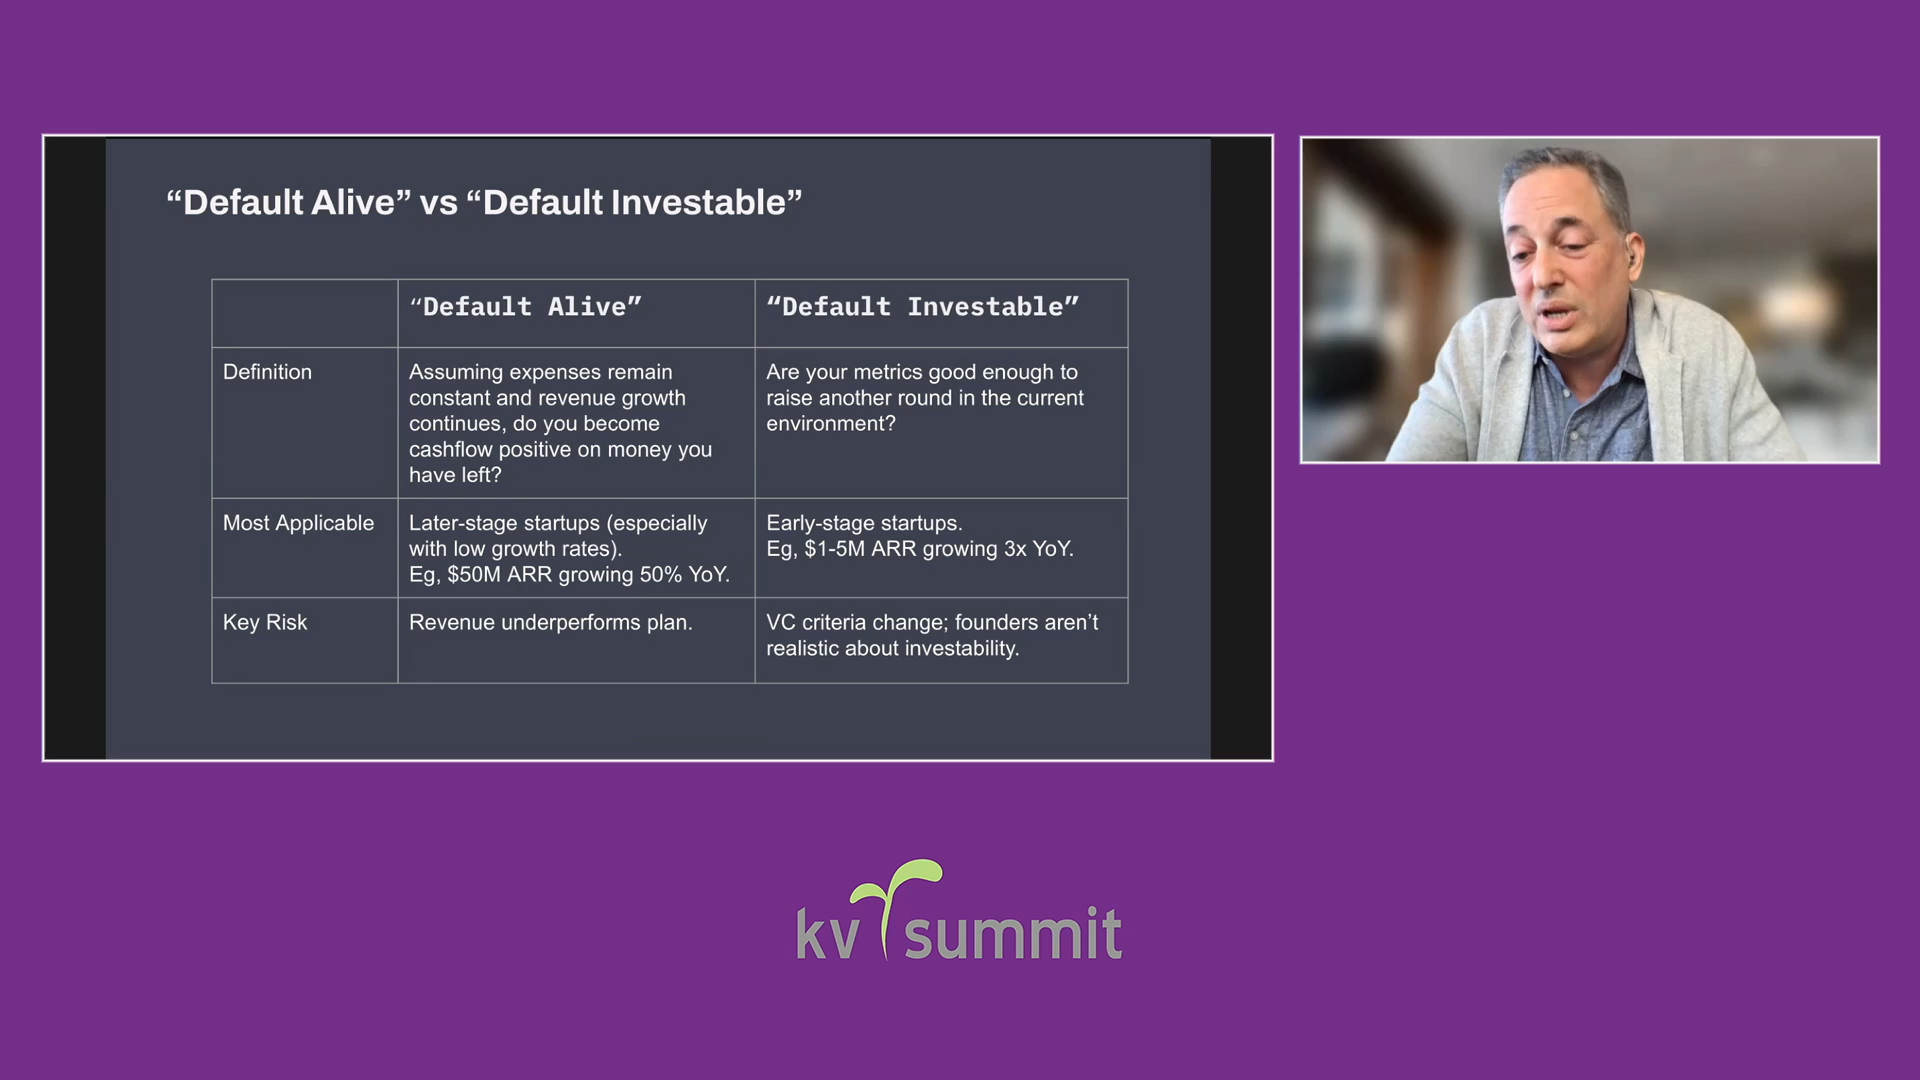 “Default Alive” vs “Default Investable”
“Default Alive”
“Default Investable”
Definition
Assuming expenses remain
constant and revenue growth
continues, do you become
cashflow positive on money you
have left?
Are your metrics good enough to
raise another round in the current
environment?
Most Applicable
Later-stage startups (especially
with low growth rates).
Eg, $50M ARR growing 50% YoY.
Early-stage startups.
Eg, $1-5M ARR growing 3x YoY.
Key Risk
Revenue underperforms plan.
VC criteria change; founders aren’t
realistic about investability.
kv summit